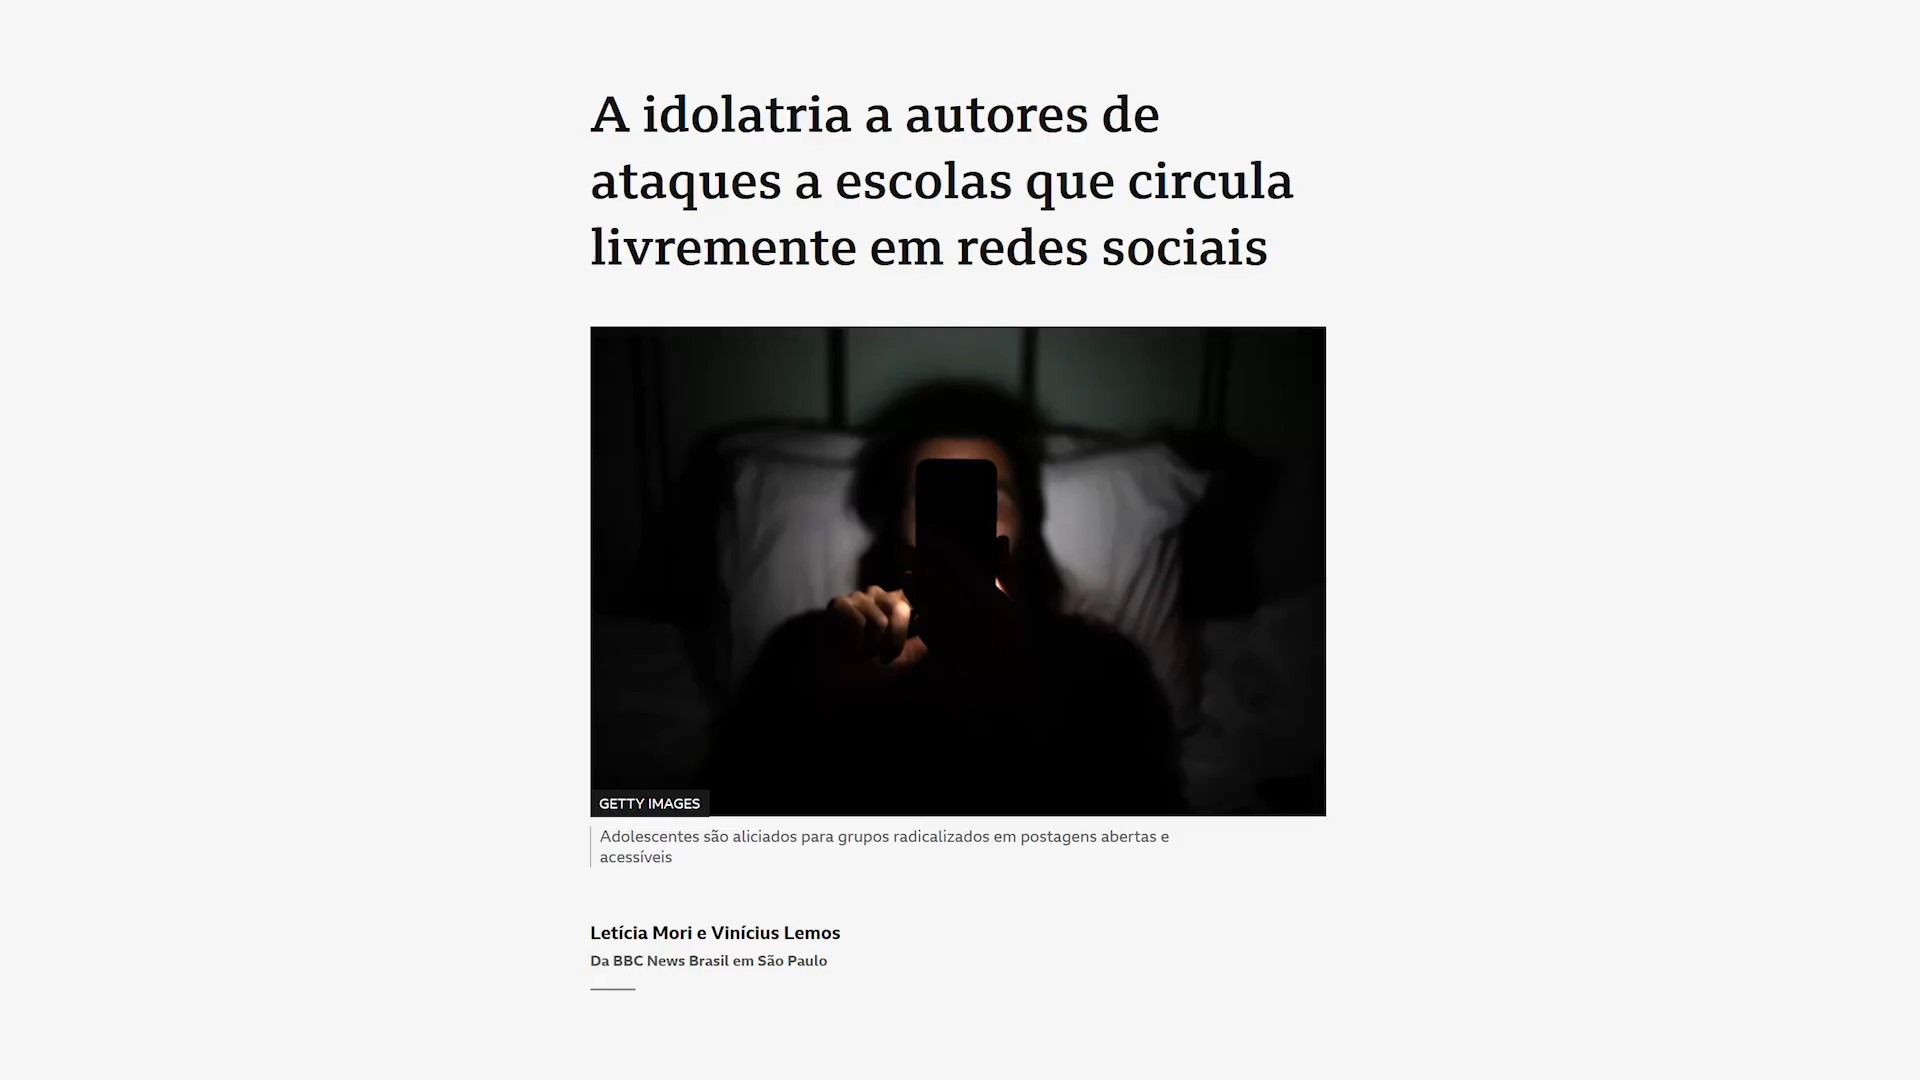 A idolatria a autores de
ataques a escolas que circula
livremente em redes sociais
GETTY IMAGES
Adolescentes são aliciados para grupos radicalizados em postagens abertas e
acessíveis
Letícia Mori e Vinícius Lemos
Da BBC News Brasil em São Paulo